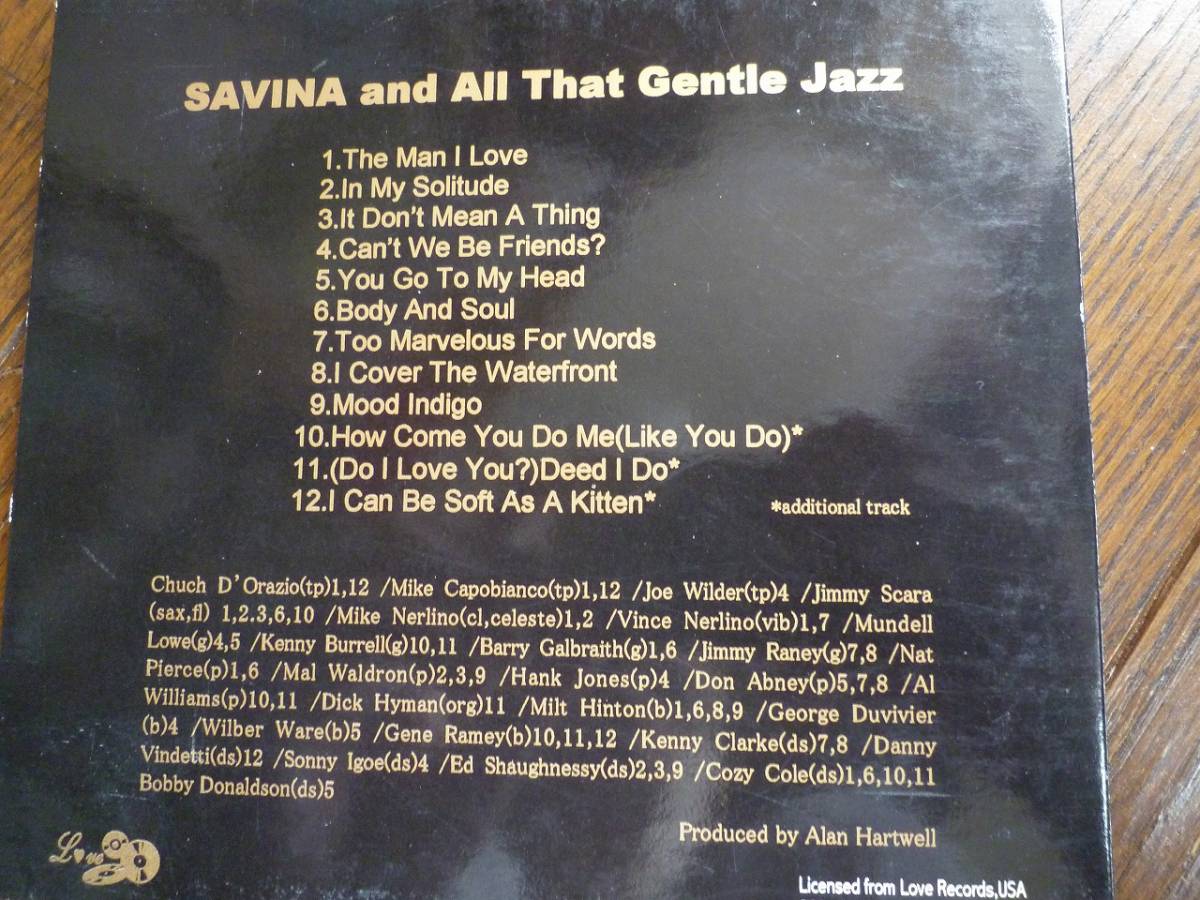 SAVINA and All That Gentle Jazz
1.The Man I Love
2.In My Solitude
3.It Don't Mean A Thing
4.Can't We Be Friends?
5.You Go To My Head
6.Body And Soul
7.Too Marvelous For Words
8.I Cover The Waterfront
9.Mood Indigo
10.How Come You Do Me(Like You Do)*
11.(Do I Love You?)Deed I Do*
12.I Can Be Soft As A Kitten*
*additional track
Chuch D'Orazio(tp)1,12 /Mike Capobianco(tp)1,12 /Joe Wilder(tp)4 /Jimmy Scara
(sax,fl) 1,2,3,6,10 /Mike Nerlino(cl,celeste)1,2 /Vince Nerlino(vib)1,7 /Mundell
Lowe(g)4,5 /Kenny Burrell(g)10,11 /Barry Galbraith(g)1,6 /Jimmy Raney(g)7,8 /Nat
Pierce(p)1,6 /Mal Waldron(p)2,3,9 /Hank Jones(p)4 /Don Abney(p)5,7,8 /Al
Williams(p)10,11 /Dick Hyman(org)11 /Milt Hinton(b)1,6,8,9 /George Duvivier
(b)4 /Wilber Ware(b)5 /Gene Ramey(b)10,11,12 /Kenny Clarke(ds)7,8 /Danny
Vindetti(ds)12 /Sonny Igoe(ds)4 /Ed Shaughnessy(ds)2,3,9 /Cozy Cole(ds)1,6,10,11
Bobby Donaldson(ds)5
Love
Produced by Alan Hartwell
Licensed from Love Records,USA